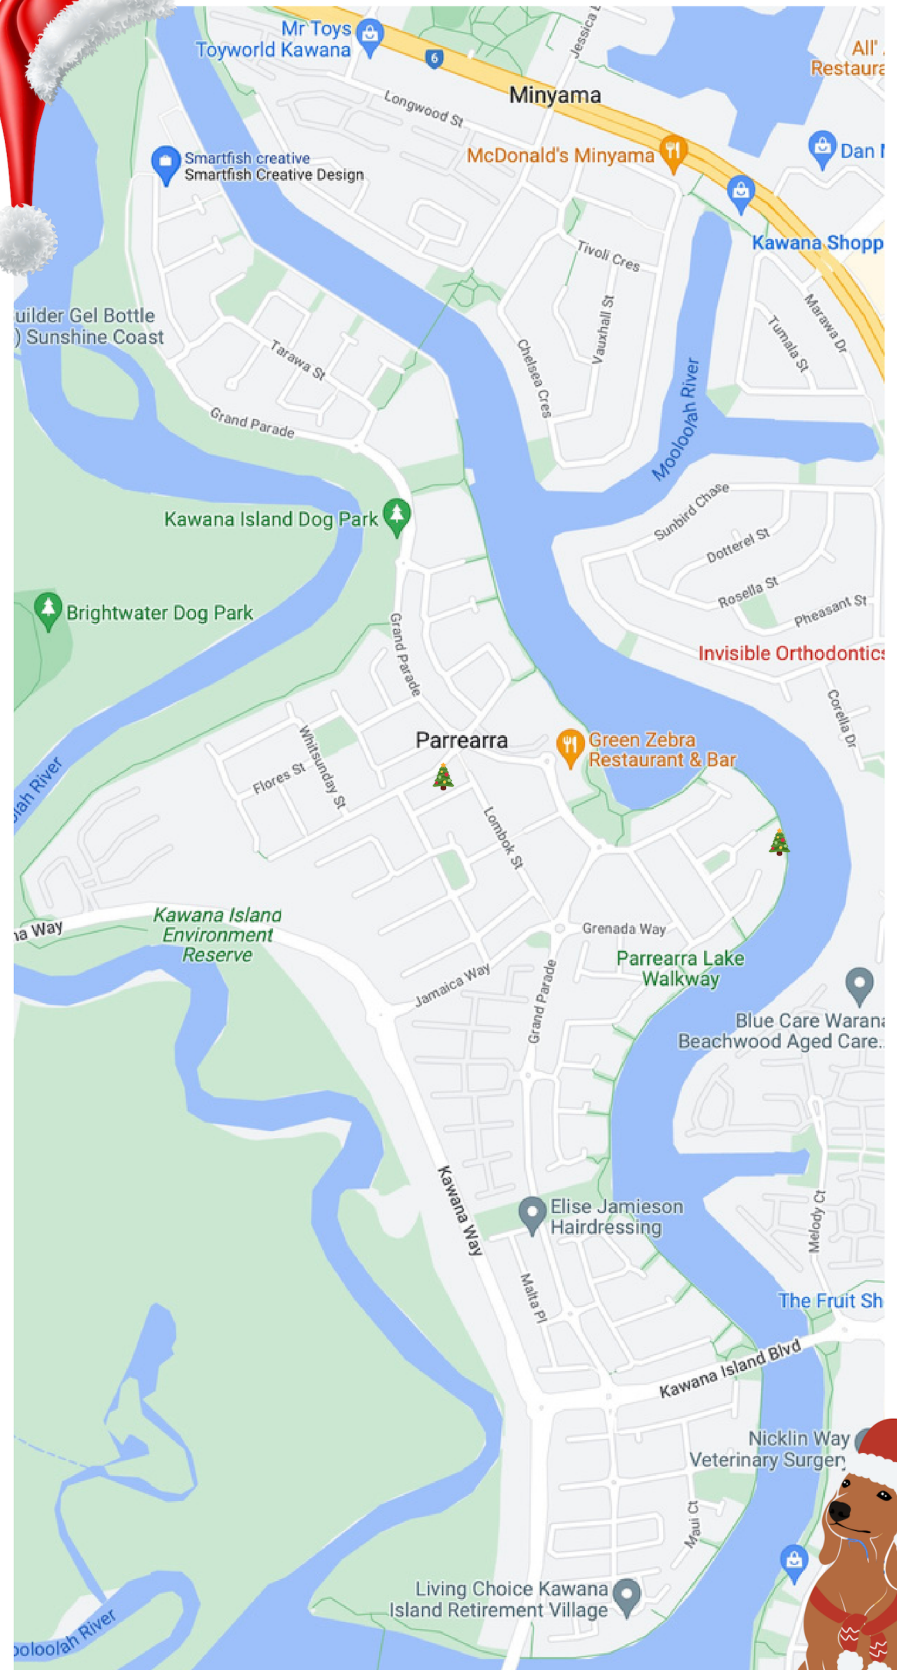 Mr Toys
Toyworld Kawana
6
Jessica
All'
Restaura
Minyama
Longwood St
McDonald's Minyama
Dan
Smartfish creative
Smartfish Creative Design
Kawana Shopp
Tivoli Cres
Vauxhall St
Marawa Dr
Tumala St
uilder Gel Bottle
) Sunshine Coast
Tarawa St
Chelsea Cres
Mooloolah River
Grand Parade
Sunbird Chase
Kawana Island Dog Park
Dotterel St
Rosella St
Pheasant St
Brightwater Dog Park
Grand Parade
Invisible Orthodontics
Corella Dr
Parrearra
Green Zebra
Restaurant & Bar
Whitsunday St
Flores St
lah River
Lombok St
Kawana Island
Environment
Reserve
na Way
Grenada Way
Parrearra Lake
Walkway
Jamaica Way
Grand Parade
Blue Care Warana
Beachwood Aged Care...
Kawana Way
Elise Jamieson
Hairdressing
Melody Ct
Malta Pl
The Fruit Sh
Kawana Island Blvd
Nicklin Way
Veterinary Surgery
Maui Ct
Living Choice Kawana
Island Retirement Village
ooloolah River